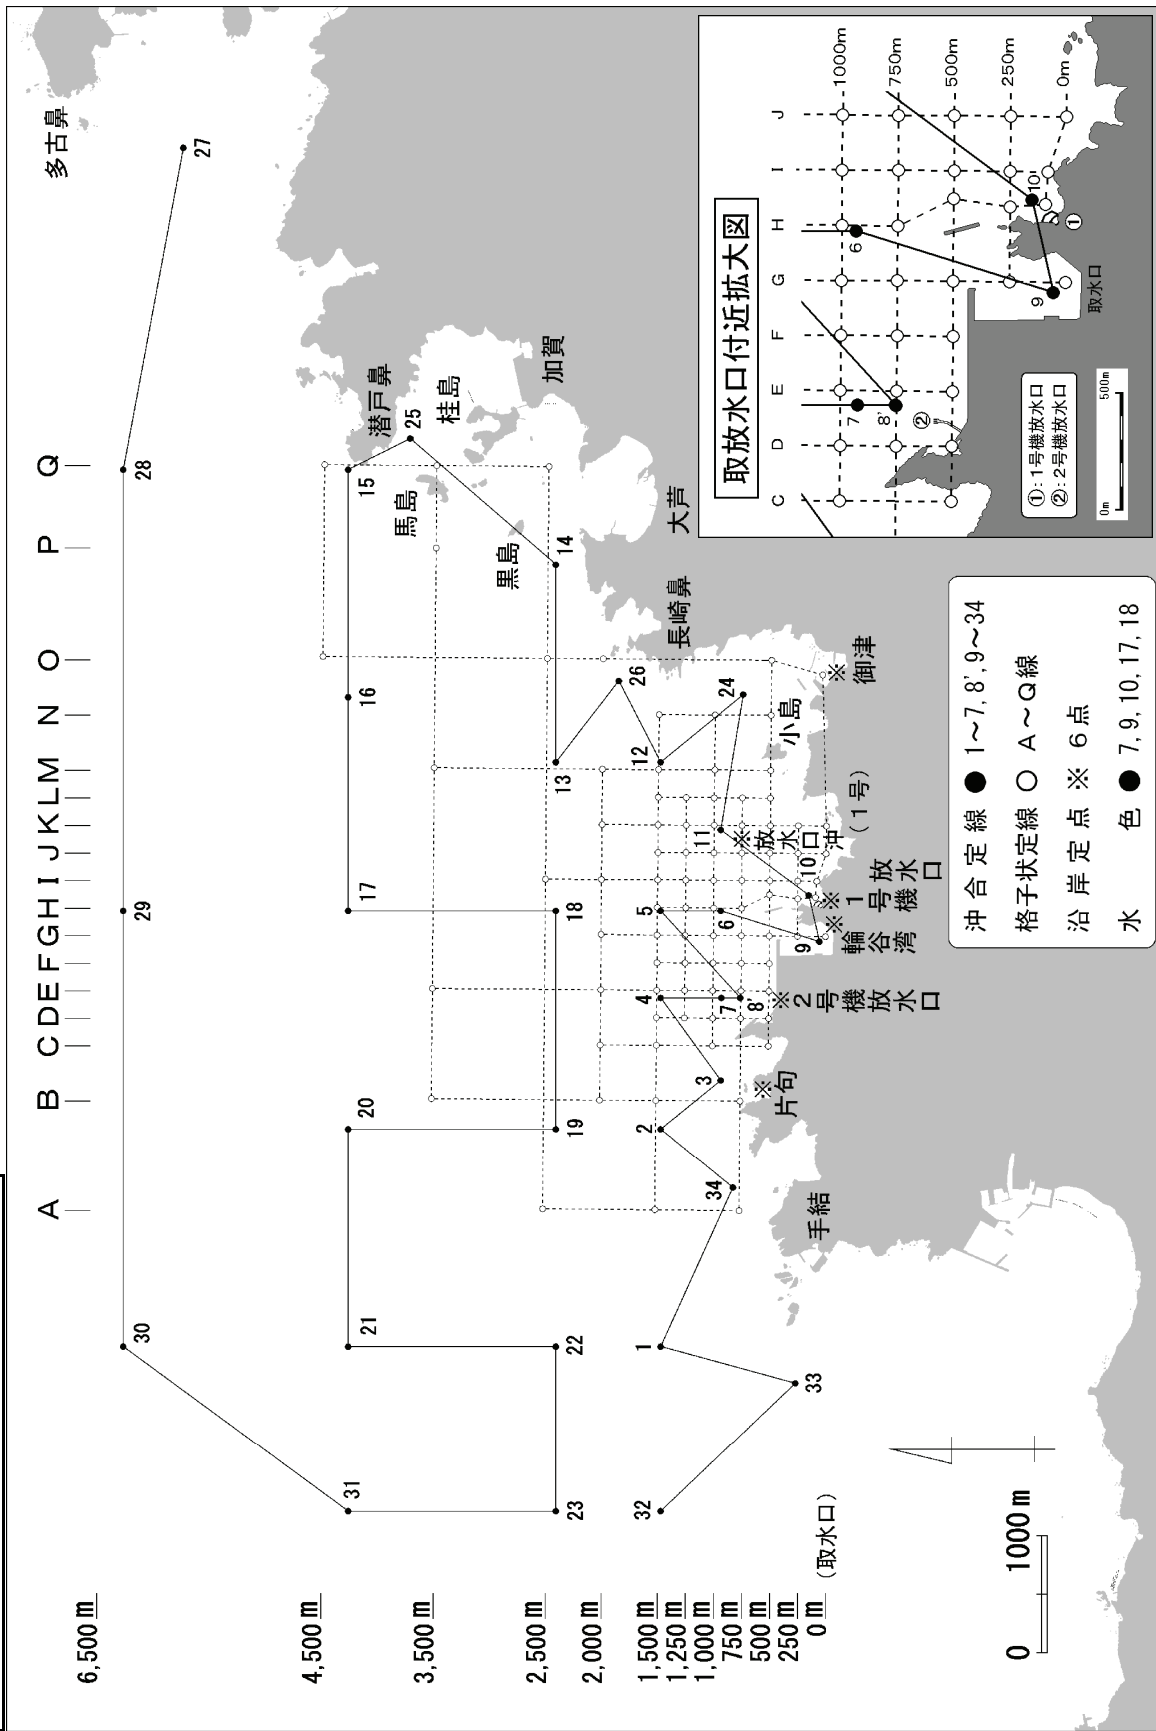 A B C D E F G H I J K L M N O P Q
6,500m
4,500m
3,500m
2,500m
2,000m
1,500m
1,250m
1,000m
750m
500m
250m
0m
(取水口)
0 1000m
30
29
28
27
多古鼻
31
21
20
17
16
15
潜戸鼻
25
桂島
加賀
馬島
黒島
23
22
19
18
13
14
大芦
26
長崎鼻
32
1
2
4
5
12
24
小島
34
3
7
8'
6
11
33
9
10
手結
※
片句
※
2号機放水口
※
輪谷湾
※
1号機放水口
※
放水口沖(1号)
※
御津
沖合定線 ● 1~7,8',9~34
格子状定線 ○ A~Q線
沿岸定点 ※ 6点
水色 ● 7,9,10,17,18
取放水口付近拡大図
C D E F G H I J
1000m
750m
500m
250m
0m
7
8'
6
9
10
②
①
取水口
①:1号機放水口
②:2号機放水口
0m 500m